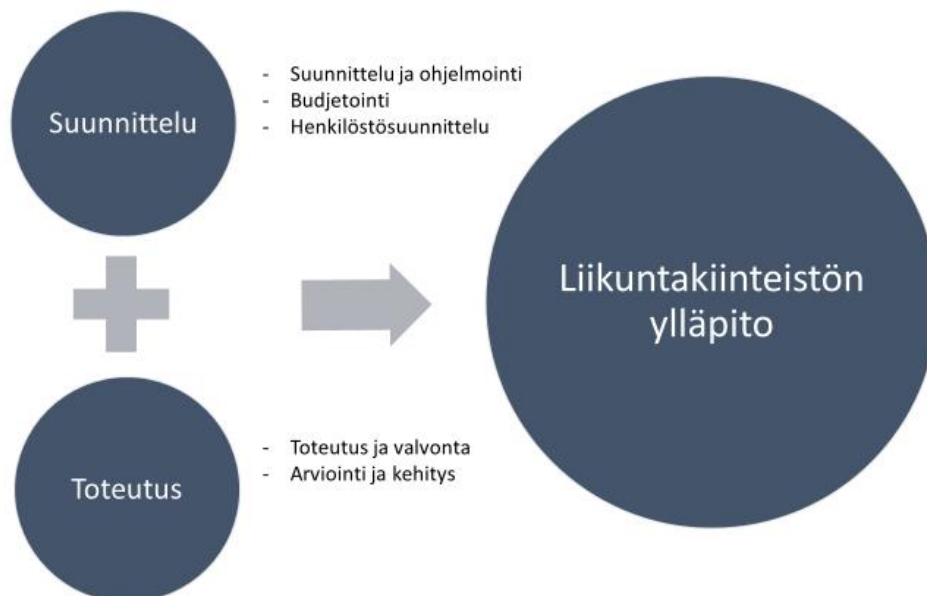 Suunnittelu
- Suunnittelu ja ohjelmointi
- Budjetointi
- Henkilöstösuunnittelu
Liikuntakiinteistön
ylläpito
Toteutus
- Toteutus ja valvonta
- Arviointi ja kehitys